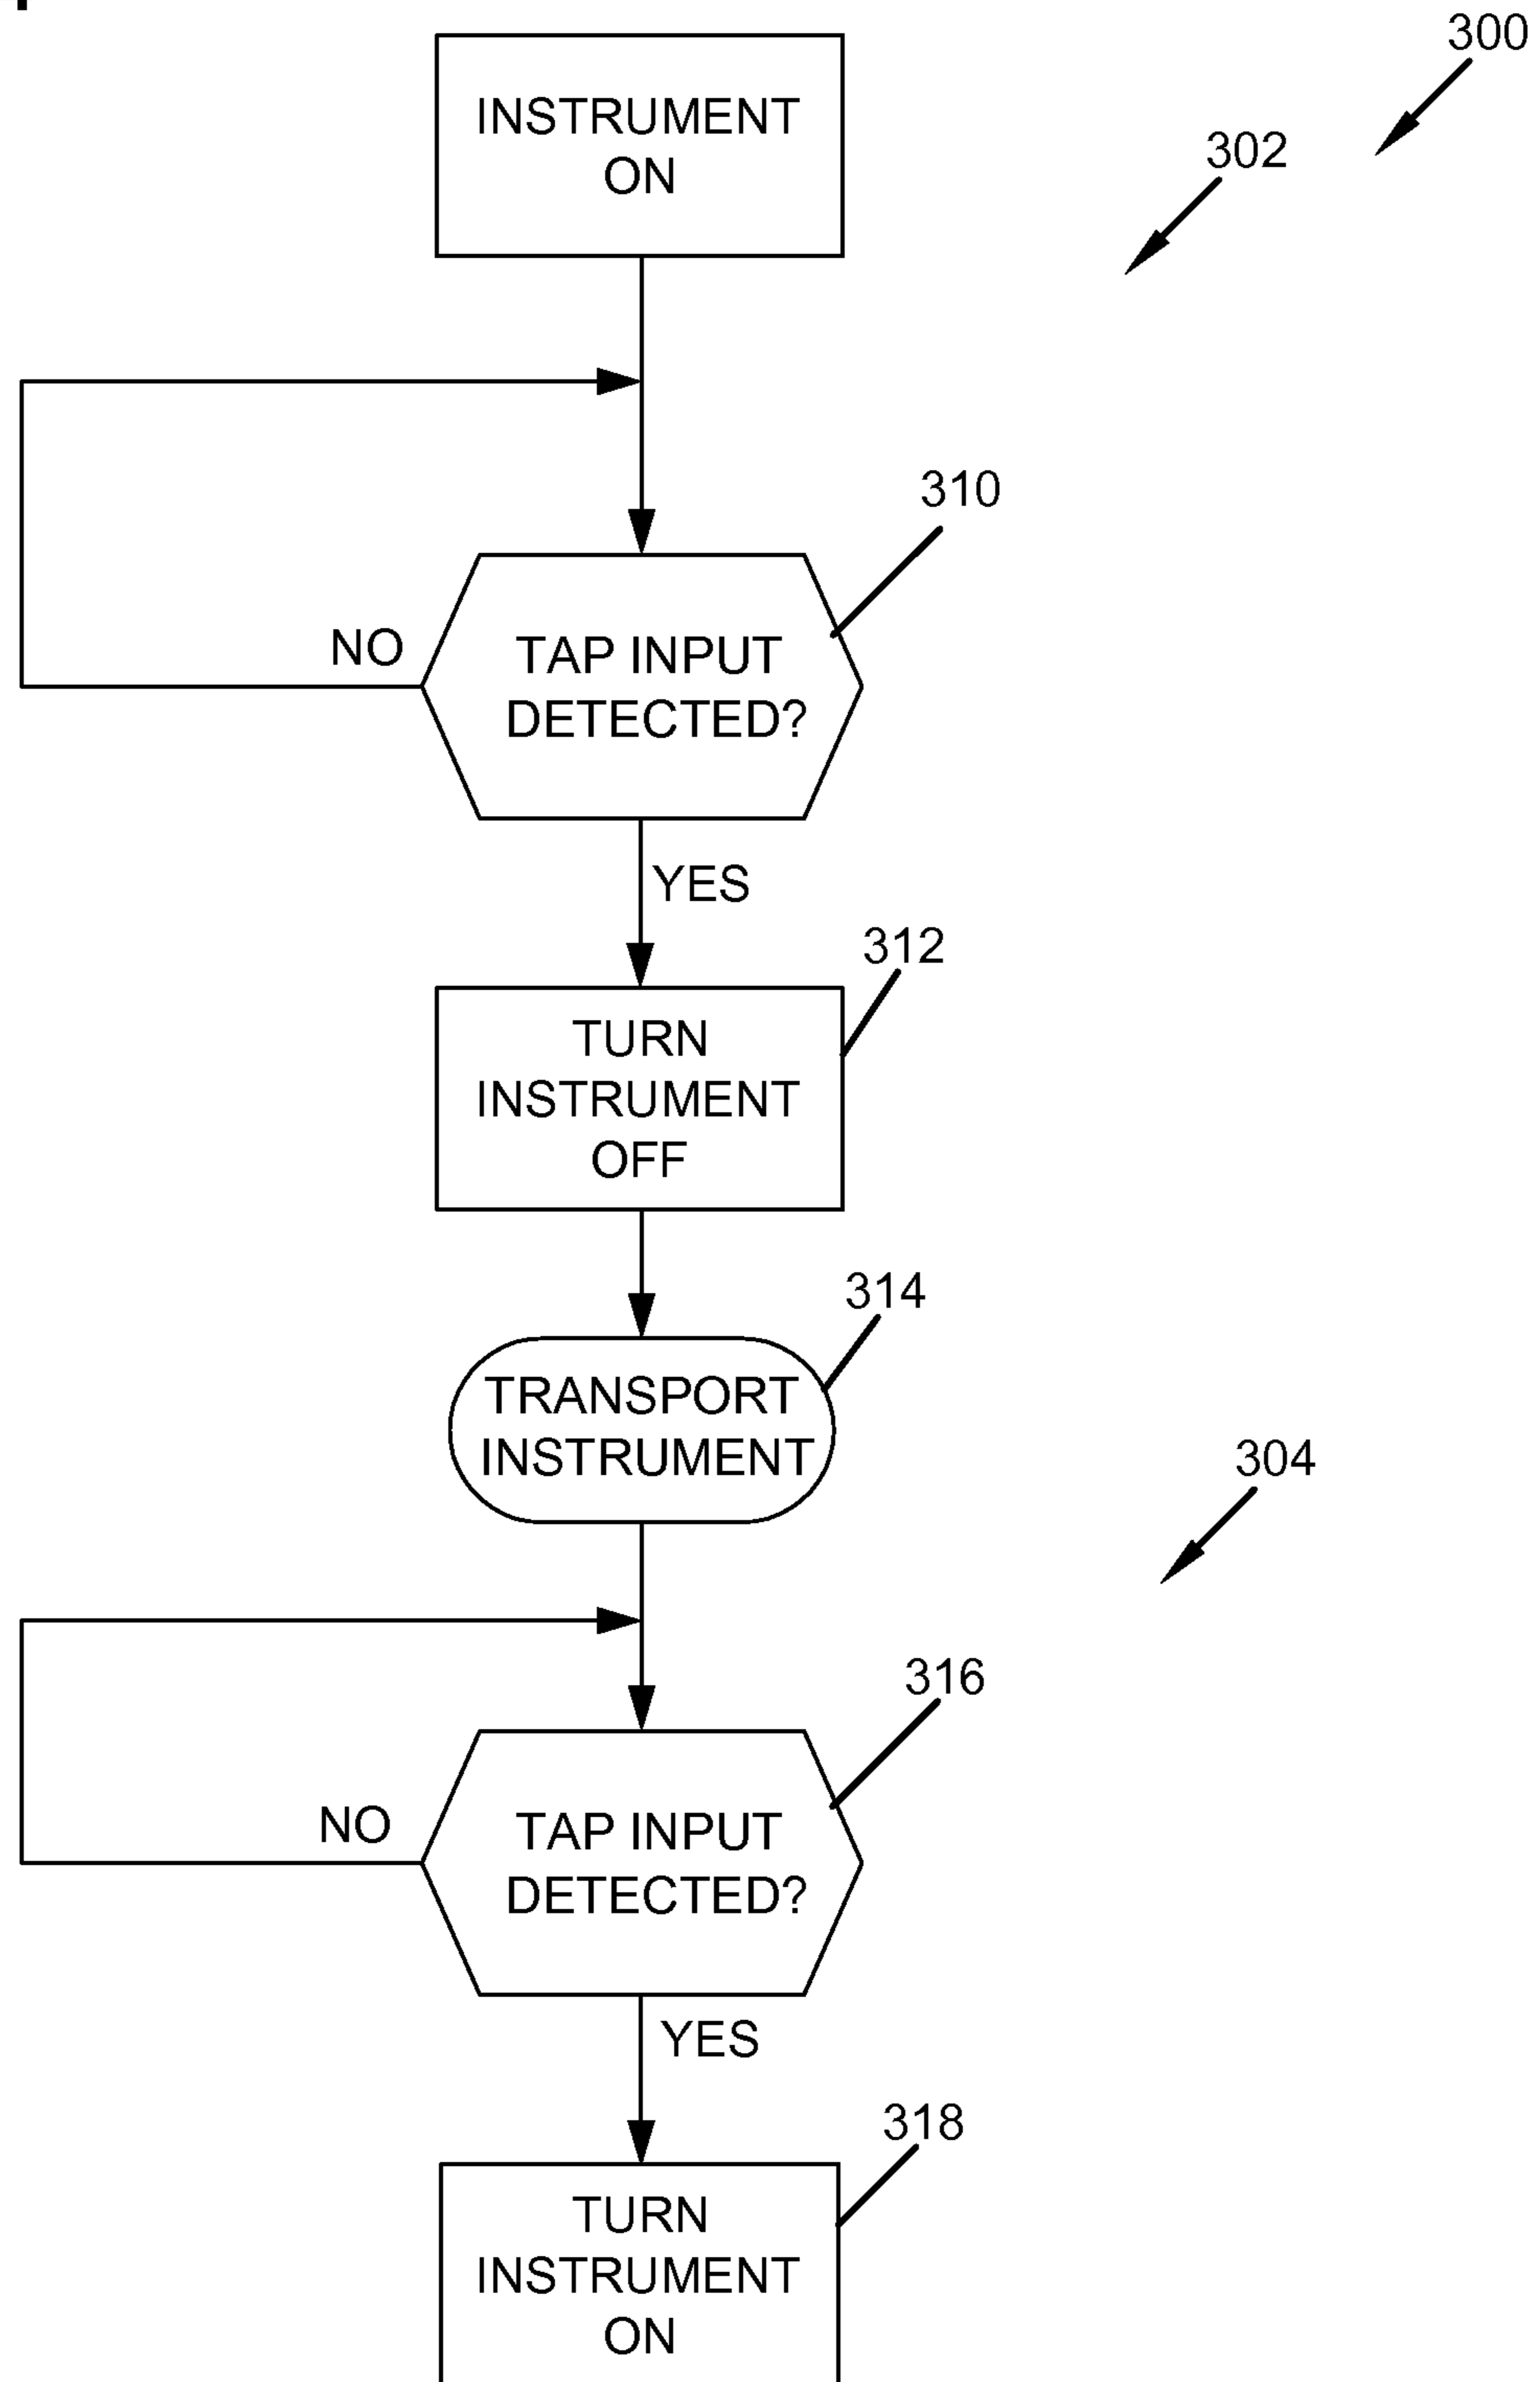 300
302
INSTRUMENT
ON
310
NO
TAP INPUT
DETECTED?
YES
312
TURN
INSTRUMENT
OFF
314
TRANSPORT
INSTRUMENT
304
316
NO
TAP INPUT
DETECTED?
YES
318
TURN
INSTRUMENT
ON